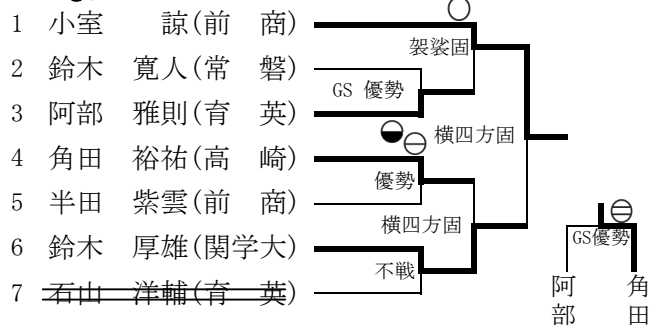 1 小室 諒(前 商)
袈裟固
2 鈴木 寛人(常 磐)
GS 優勢
3 阿部 雅則(育 英)
横四方固
4 角田 裕祐(高 崎)
優勢
5 半田 紫雲(前 商)
横四方固
6 鈴木 厚雄(関学大)
GS優勢
不戦
7 石山 洋輔(育 英)
阿部
角田